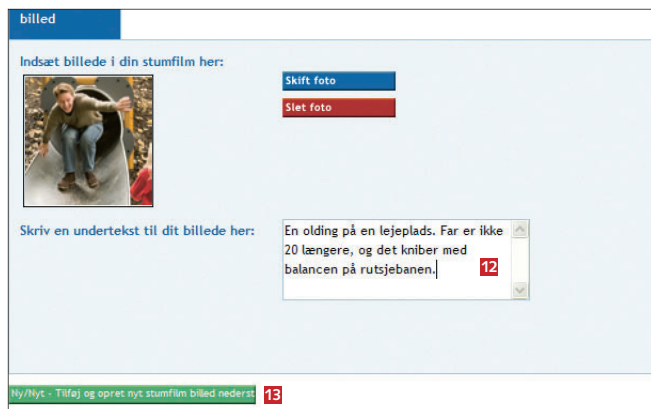 billed
Indsæt billede i din stumfilm her:
Skift foto
Slet foto
Skriv en undertekst til dit billede her:
En olding på en lejeplads. Far er ikke
20 længere, og det kniber med
balancen på rutsjebanen.
12
Ny/Nyt - Tilføj og opret nyt stumfilm billed nederst
13